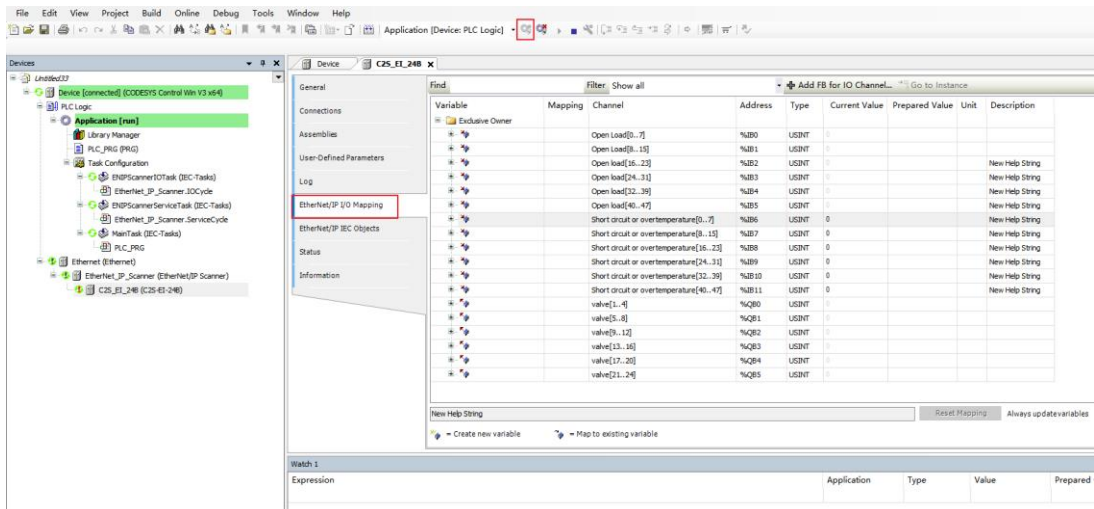 File Edit View Project Build Online Debug Tools Window Help
Application [Device: PLC Logic]
Devices
Untitled33
Device [connected] (CODESYS Control Win V3 x64)
PLC Logic
Application [run]
Library Manager
PLC_PRG (PRG)
Task Configuration
ENIPScannerIOTask (IEC-Tasks)
EtherNet_IP_Scanner.IOCycle
ENIPScannerServiceTask (IEC-Tasks)
EtherNet_IP_Scanner.ServiceCycle
MainTask (IEC-Tasks)
PLC_PRG
Ethernet (Ethernet)
EtherNet_IP_Scanner (EtherNet/IP Scanner)
C2S_EI_24B (C2S-EI-24B)
Device C2S_EI_24B
General
Connections
Assemblies
User-Defined Parameters
Log
EtherNet/IP I/O Mapping
EtherNet/IP IEC Objects
Status
Information
Find Filter Show all Add FB for IO Channel... Go to Instance
Variable Mapping Channel Address Type Current Value Prepared Value Unit Description
Exclusive Owner
Open Load[0..7] %IB0 USINT 0
Open Load[8..15] %IB1 USINT 0
Open load[16..23] %IB2 USINT 0 New Help String
Open load[24..31] %IB3 USINT 0 New Help String
Open load[32..39] %IB4 USINT 0 New Help String
Open load[40..47] %IB5 USINT 0 New Help String
Short circuit or overtemperature[0..7] %IB6 USINT 0 New Help String
Short circuit or overtemperature[8..15] %IB7 USINT 0 New Help String
Short circuit or overtemperature[16..23] %IB8 USINT 0 New Help String
Short circuit or overtemperature[24..31] %IB9 USINT 0 New Help String
Short circuit or overtemperature[32..39] %IB10 USINT 0 New Help String
Short circuit or overtemperature[40..47] %IB11 USINT 0 New Help String
valve[1..4] %QB0 USINT 0
valve[5..8] %QB1 USINT 0
valve[9..12] %QB2 USINT 0
valve[13..16] %QB3 USINT 0
valve[17..20] %QB4 USINT 0
valve[21..24] %QB5 USINT 0
New Help String Reset Mapping Always updatevariables
= Create new variable = Map to existing variable
Watch 1
Expression Application Type Value Prepared